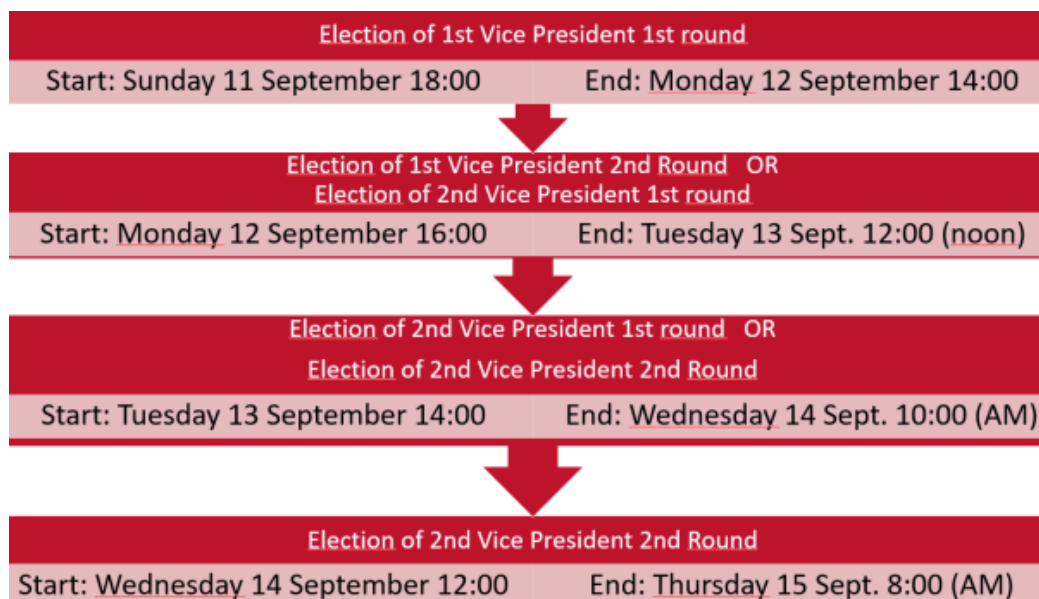 Election of 1st Vice President 1st round
Start: Sunday 11 September 18:00 End: Monday 12 September 14:00
Election of 1st Vice President 2nd Round OR
Election of 2nd Vice President 1st round
Start: Monday 12 September 16:00 End: Tuesday 13 Sept. 12:00 (noon)
Election of 2nd Vice President 1st round OR
Election of 2nd Vice President 2nd Round
Start: Tuesday 13 September 14:00 End: Wednesday 14 Sept. 10:00 (AM)
Election of 2nd Vice President 2nd Round
Start: Wednesday 14 September 12:00 End: Thursday 15 Sept. 8:00 (AM)